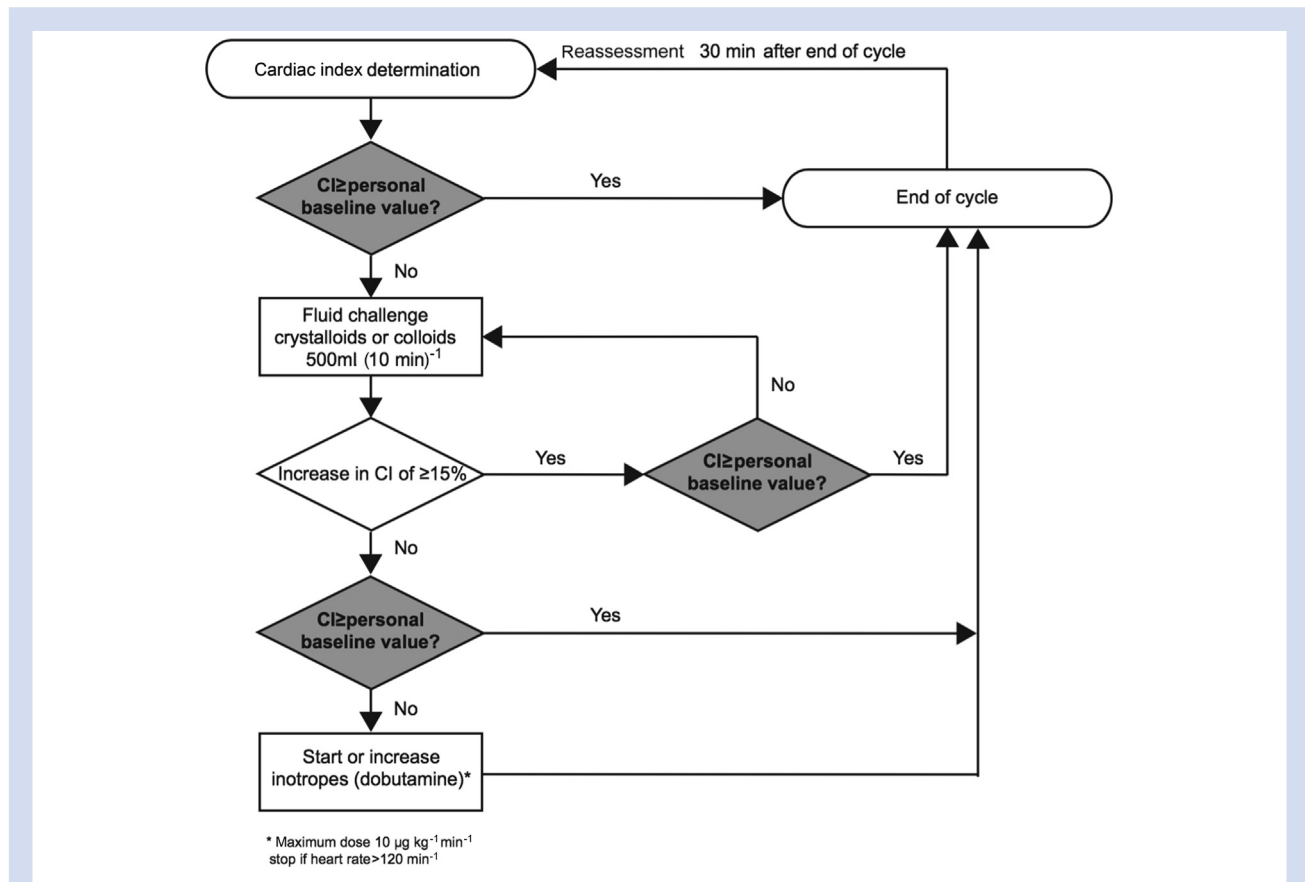 Reassessment 30 min after end of cycle
Cardiac index determination
CI≥personal
baseline value?
Yes
End of cycle
No
Fluid challenge
crystalloids or colloids
500ml (10 min)⁻¹
No
Increase in CI of ≥15%
Yes
CI≥personal
baseline value?
Yes
No
CI≥personal
baseline value?
Yes
No
Start or increase
inotropes (dobutamine)*
* Maximum dose 10 µg kg⁻¹min⁻¹
stop if heart rate>120 min⁻¹